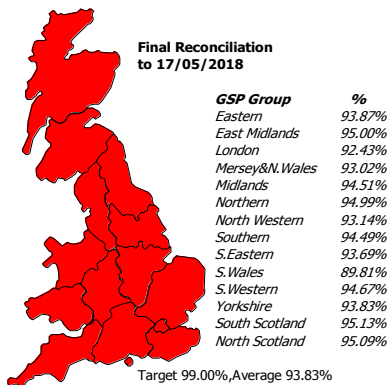 Final Reconciliation
to 17/05/2018
GSP Group %
Eastern 93.87%
East Midlands 95.00%
London 92.43%
Mersey&N.Wales 93.02%
Midlands 94.51%
Northern 94.99%
North Western 93.14%
Southern 94.49%
S.Eastern 93.69%
S.Wales 89.81%
S.Western 94.67%
Yorkshire 93.83%
South Scotland 95.13%
North Scotland 95.09%
Target 99.00%,Average 93.83%